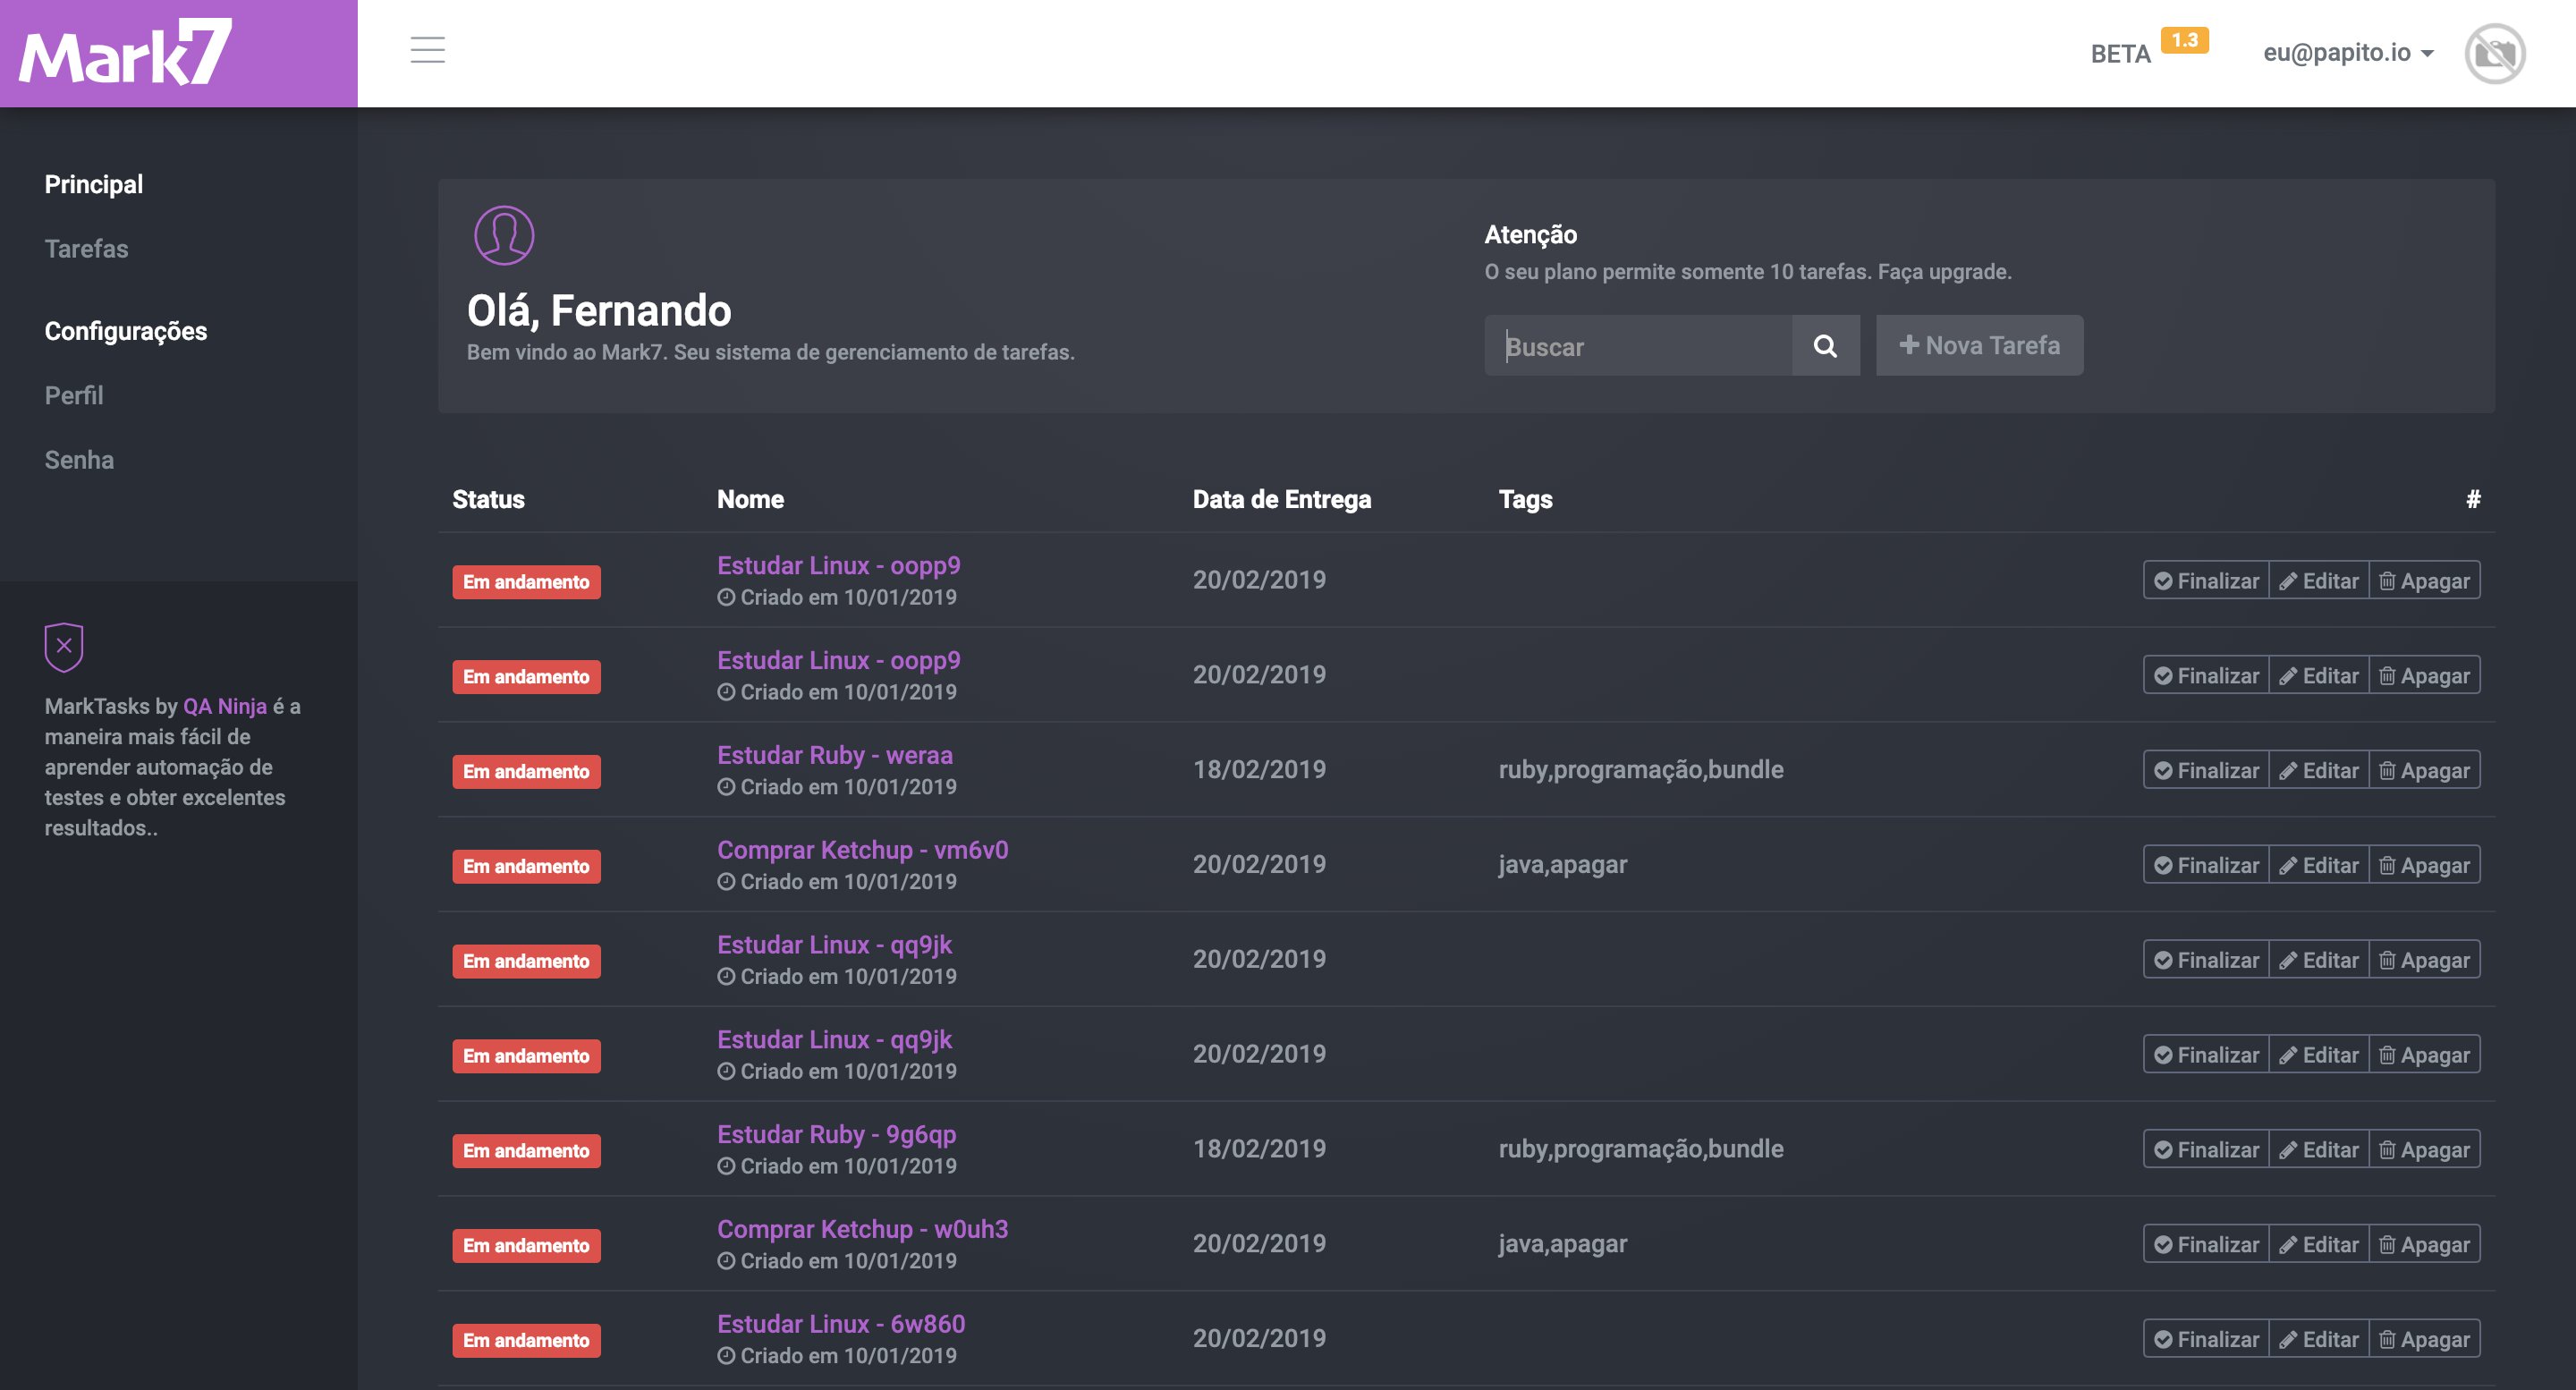 Mark7
BETA 1.3
eu@papito.io
Principal
Tarefas
Configurações
Perfil
Senha
MarkTasks by QA Ninja é a
maneira mais fácil de
aprender automação de
testes e obter excelentes
resultados..
Olá, Fernando
Bem vindo ao Mark7. Seu sistema de gerenciamento de tarefas.
Atenção
O seu plano permite somente 10 tarefas. Faça upgrade.
Buscar
Nova Tarefa
Status Nome Data de Entrega Tags #
Em andamento Estudar Linux - oopp9 20/02/2019 Finalizar Editar Apagar
Criado em 10/01/2019
Em andamento Estudar Linux - oopp9 20/02/2019 Finalizar Editar Apagar
Criado em 10/01/2019
Em andamento Estudar Ruby - weraa 18/02/2019 ruby,programação,bundle Finalizar Editar Apagar
Criado em 10/01/2019
Em andamento Comprar Ketchup - vm6v0 20/02/2019 java,apagar Finalizar Editar Apagar
Criado em 10/01/2019
Em andamento Estudar Linux - qq9jk 20/02/2019 Finalizar Editar Apagar
Criado em 10/01/2019
Em andamento Estudar Linux - qq9jk 20/02/2019 Finalizar Editar Apagar
Criado em 10/01/2019
Em andamento Estudar Ruby - 9g6qp 18/02/2019 ruby,programação,bundle Finalizar Editar Apagar
Criado em 10/01/2019
Em andamento Comprar Ketchup - w0uh3 20/02/2019 java,apagar Finalizar Editar Apagar
Criado em 10/01/2019
Em andamento Estudar Linux - 6w860 20/02/2019 Finalizar Editar Apagar
Criado em 10/01/2019